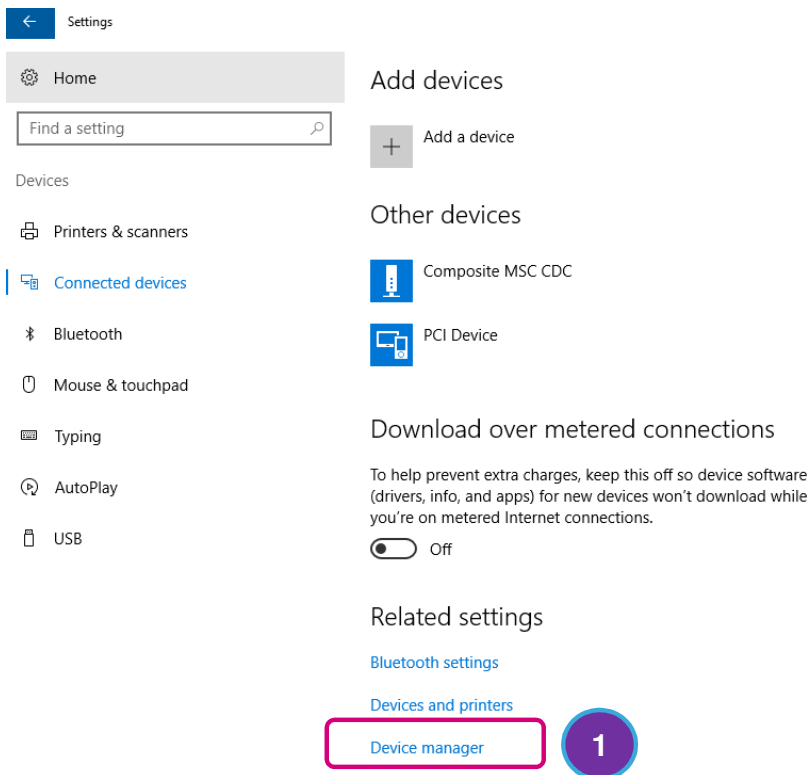 Settings
Home
Find a setting
Devices
Printers & scanners
Connected devices
Bluetooth
Mouse & touchpad
Typing
AutoPlay
USB
Add devices
Add a device
Other devices
Composite MSC CDC
PCI Device
Download over metered connections
To help prevent extra charges, keep this off so device software
(drivers, info, and apps) for new devices won't download while
you're on metered Internet connections.
Off
Related settings
Bluetooth settings
Devices and printers
Device manager
1